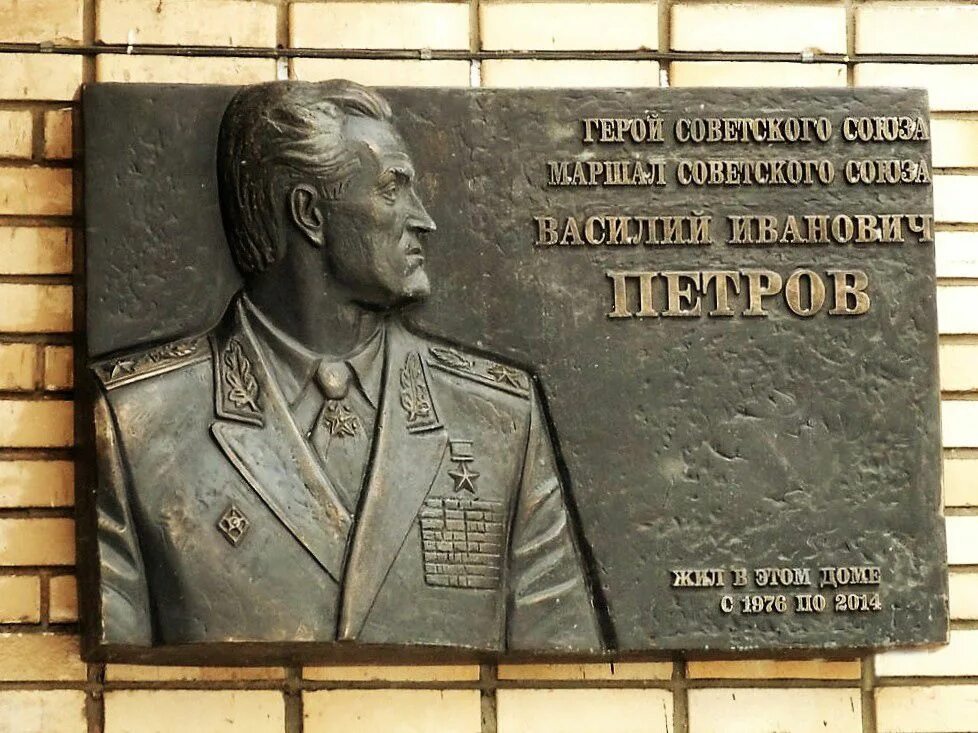 ГЕРОЙ СОВЕТСКОГО СОЮЗА
МАРШАЛ СОВЕТСКОГО СОЮЗА
ВАСИЛИЙ ИВАНОВИЧ
ПЕТРОВ
ЖИЛ В ЭТОМ ДОМЕ
С 1976 ПО 2014